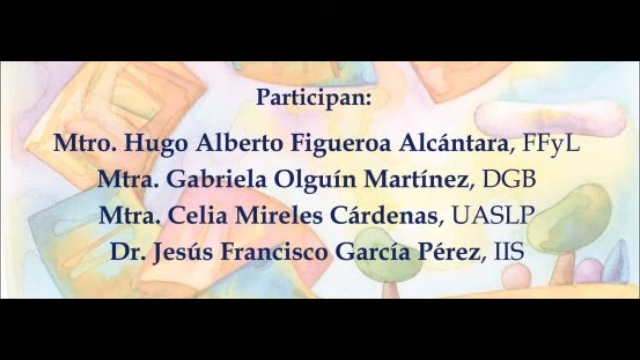 Participan:
Mtro. Hugo Alberto Figueroa Alcántara, FFyL
Mtra. Gabriela Olguín Martínez, DGB
Mtra. Celia Mireles Cárdenas, UASLP
Dr. Jesús Francisco García Pérez, IIS